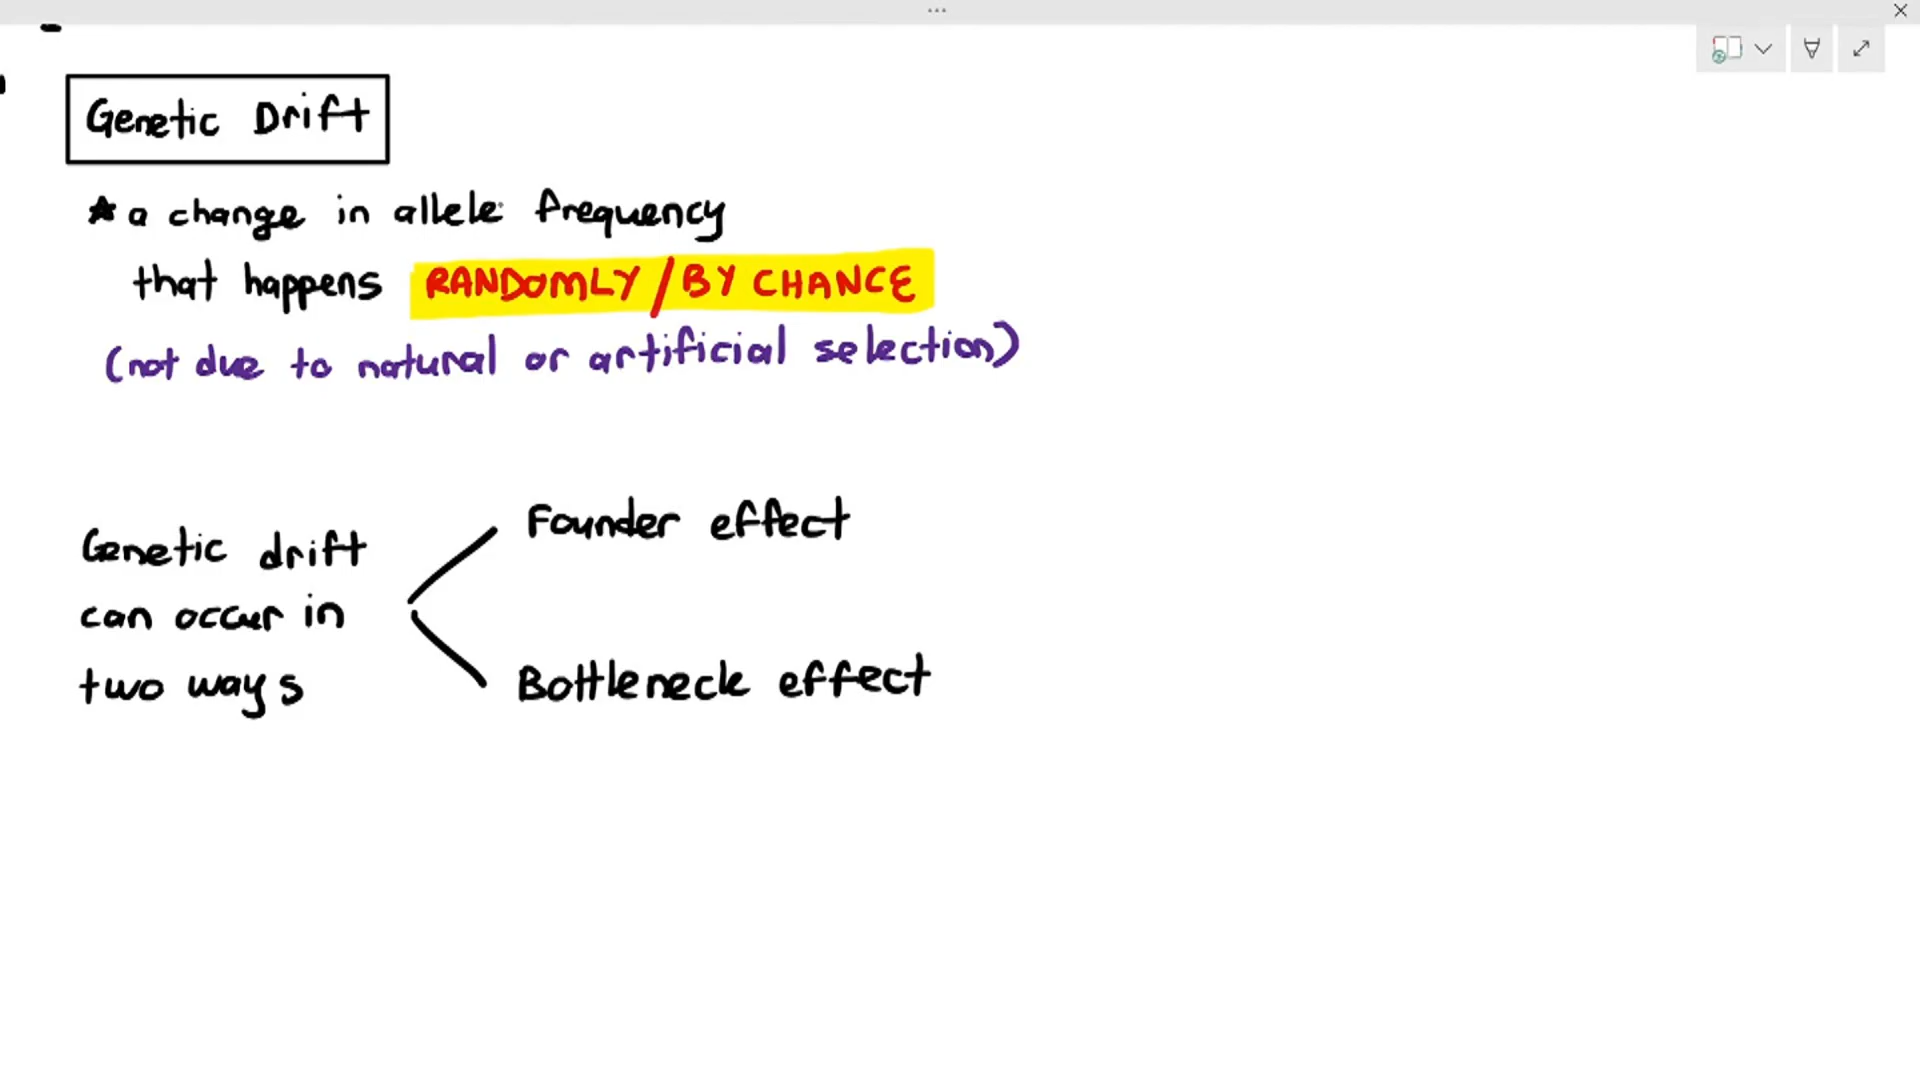 Genetic Drift
* a change in allele frequency
that happens RANDOMLY / BY CHANCE
(not due to natural or artificial selection)
Founder effect
Genetic drift
can occur in
two ways
Bottleneck effect